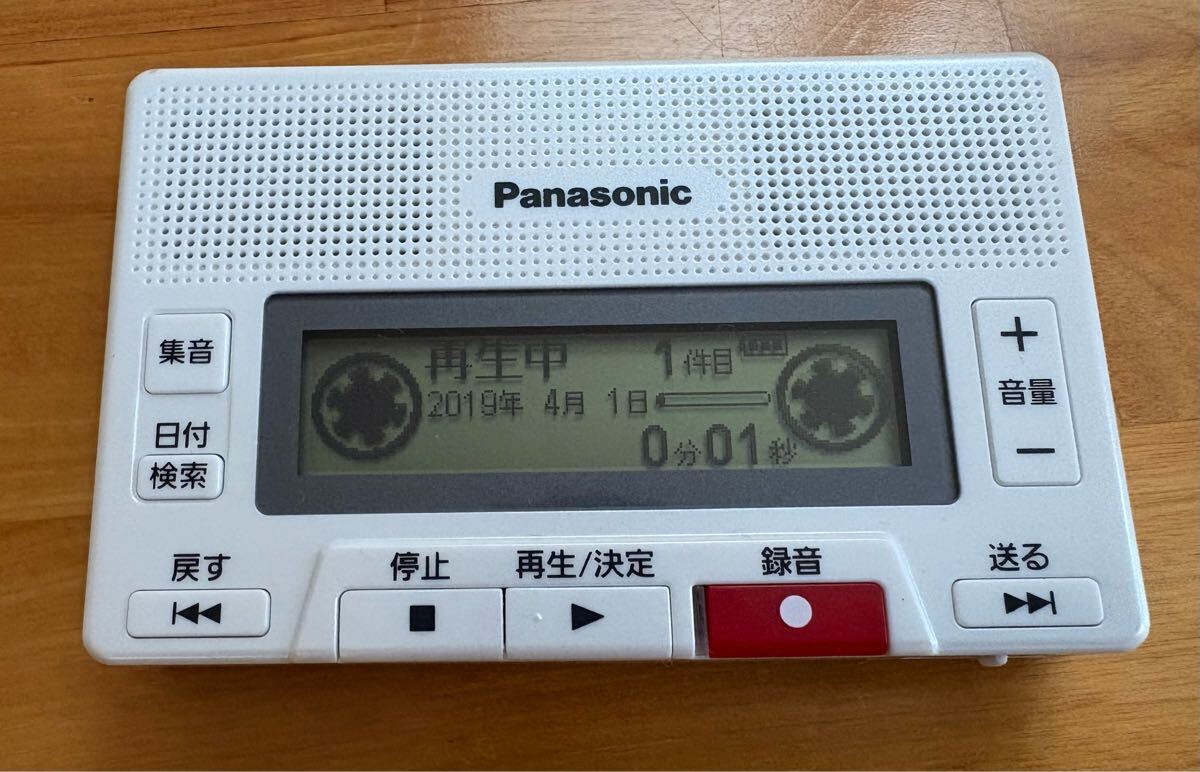 Panasonic
集音
再生中 1件目
2019年 4月 1日
0分01秒
+
音量
-
日付
検索
戻す
停止
再生/決定
録音
送る